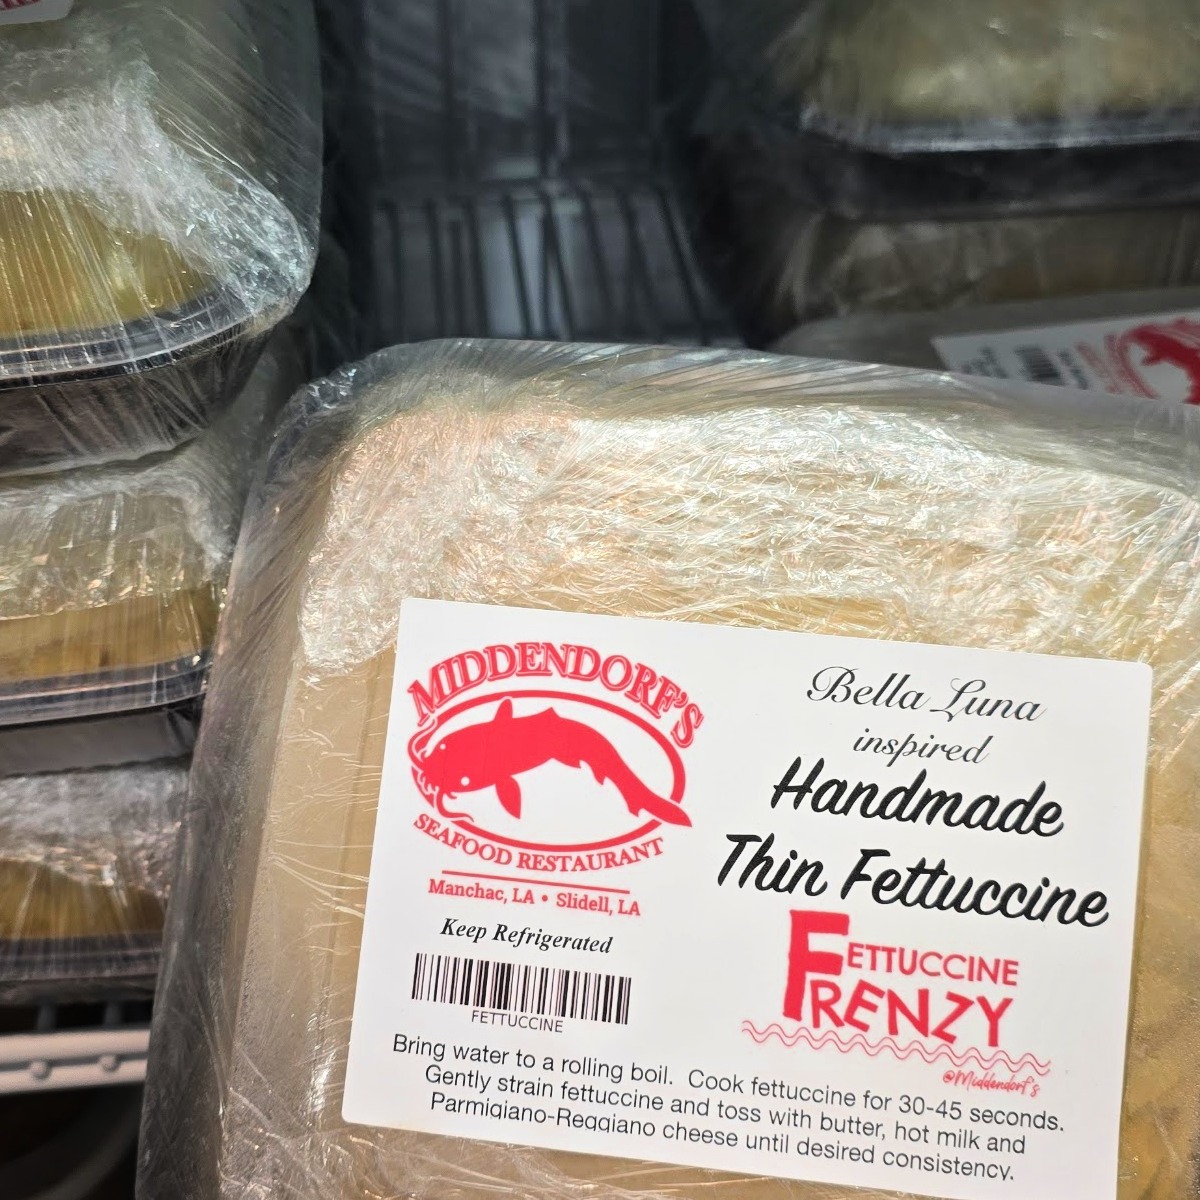 MIDDENDORF'S
SEAFOOD RESTAURANT
Manchac, LA • Slidell, LA
Keep Refrigerated
FETTUCCINE
Bella Luna
inspired
Handmade
Thin Fettuccine
FETTUCCINE
FRENZY
@Middendorf's
Bring water to a rolling boil. Cook fettuccine for 30-45 seconds.
Gently strain fettuccine and toss with butter, hot milk and
Parmigiano-Reggiano cheese until desired consistency.